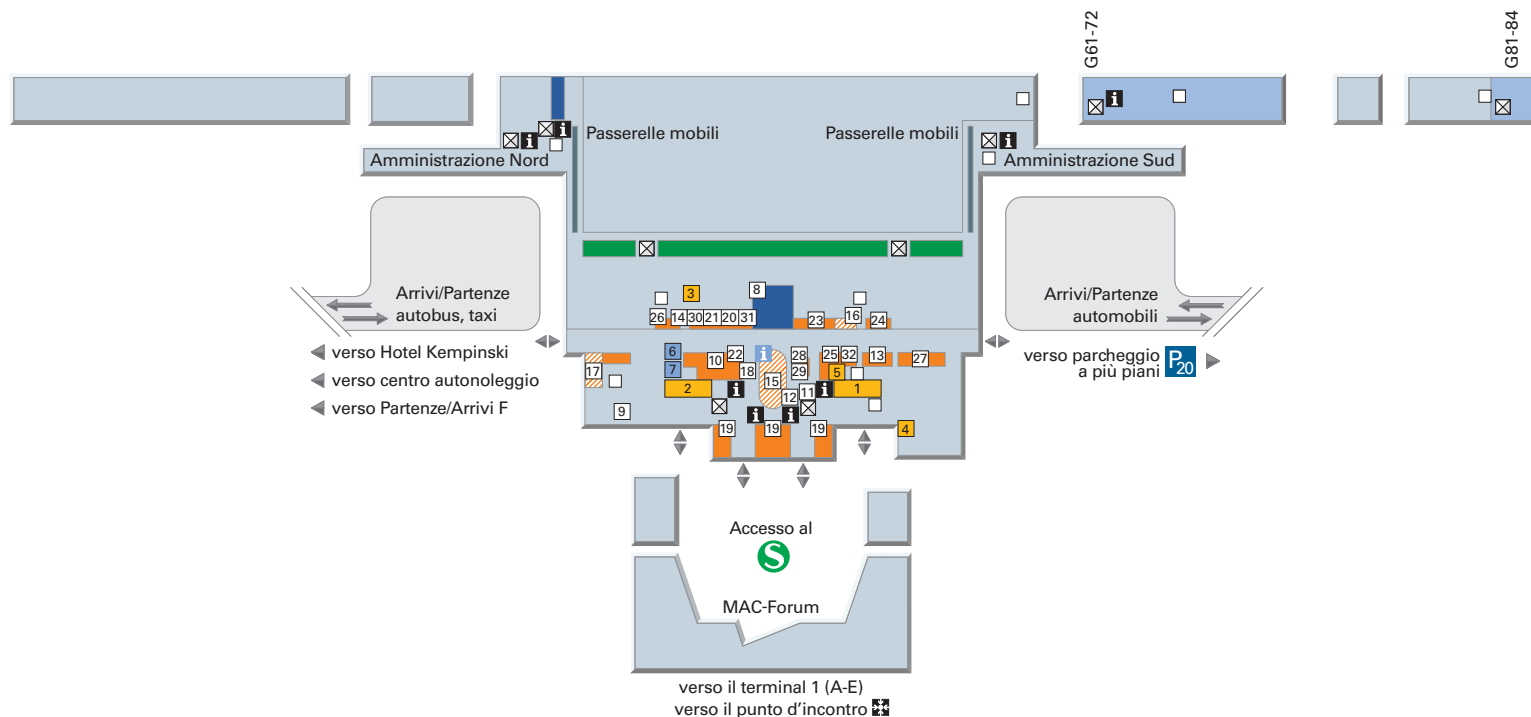 G61-72
G81-84
Passerelle mobili
Passerelle mobili
Amministrazione Nord
Amministrazione Sud
Arrivi/Partenze
autobus, taxi
Arrivi/Partenze
automobili
verso Hotel Kempinski
verso centro autonoleggio
verso Partenze/Arrivi F
verso parcheggio
a più piani
P20
3
8
26
14
30
21
20
31
23
16
24
6
7
22
10
18
i
15
28
29
25
32
5
13
27
17
2
i
12
11
i
1
9
i
i
19
19
19
4
i
i
i
i
Accesso al
S
MAC-Forum
verso il terminal 1 (A-E)
verso il punto d'incontro